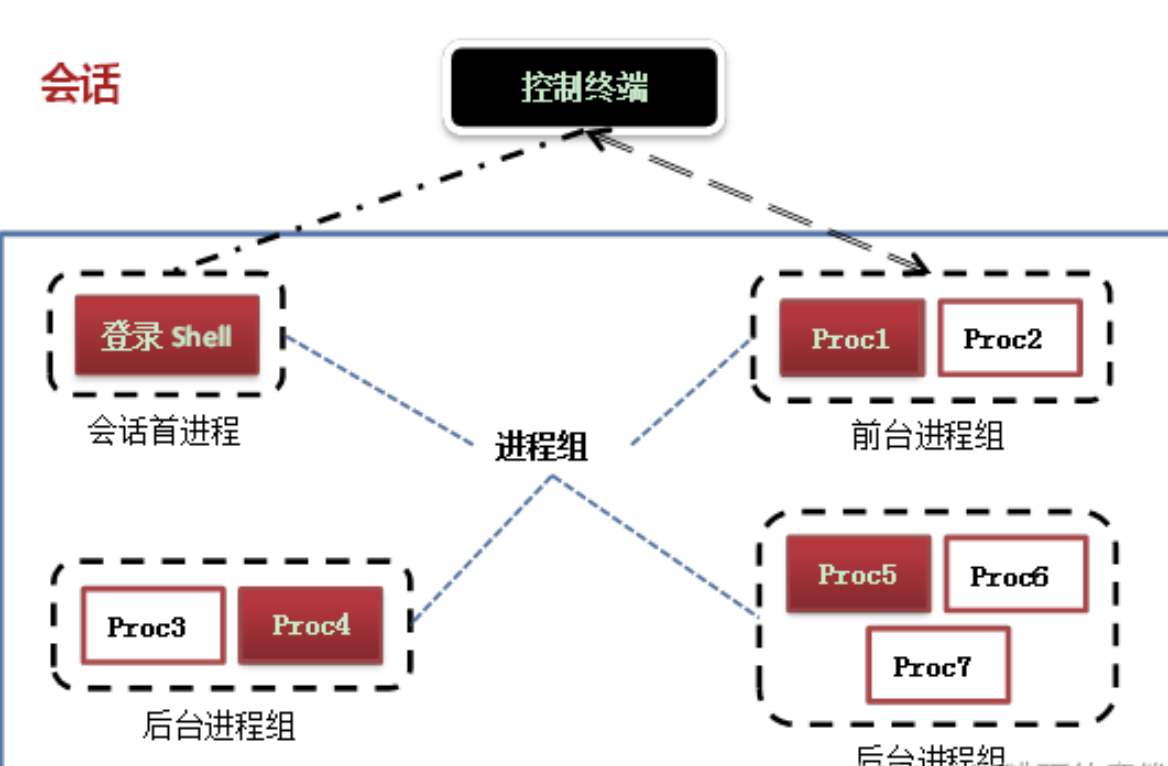 会话
控制终端
登录 Shell
会话首进程
Proc1
Proc2
前台进程组
进程组
Proc3
Proc4
后台进程组
Proc5
Proc6
Proc7
后台进程组